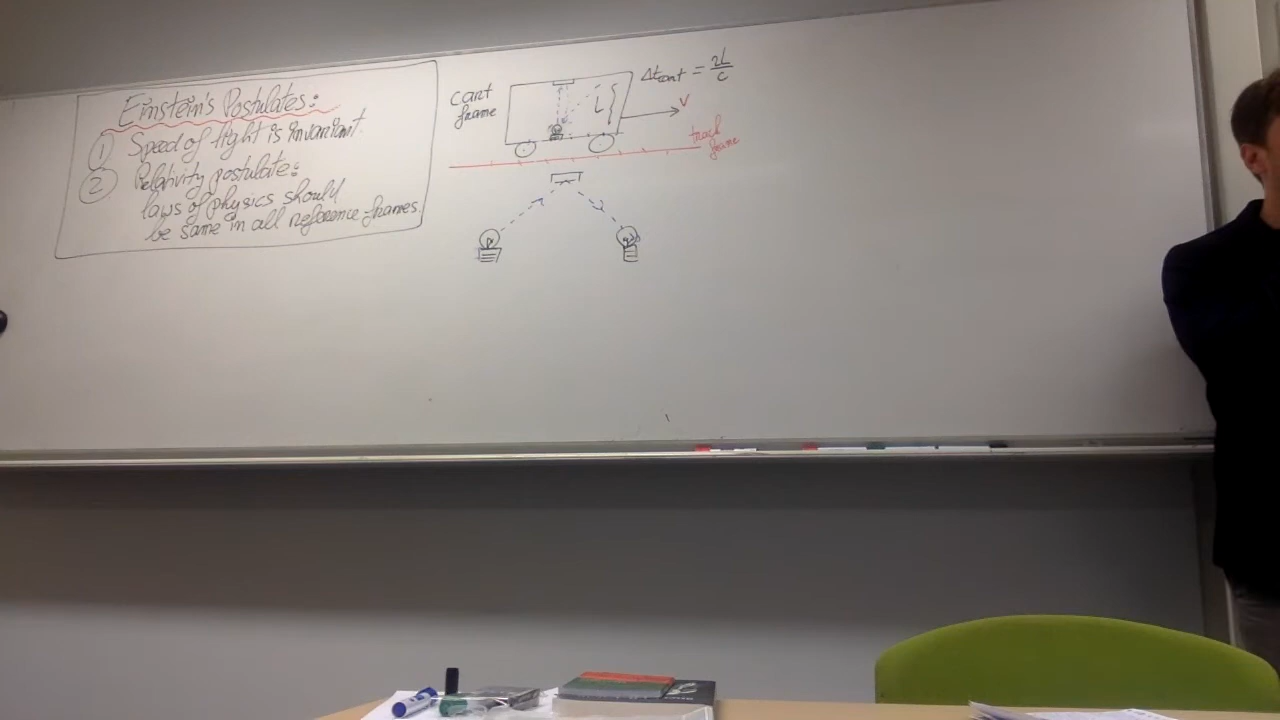 Einstein's Postulates:
① Speed of light is invariant.
② Relativity postulate:
laws of physics should
be same in all reference frames.
cart
frame
L
Δt_cart = 2L/c
v
track
frame